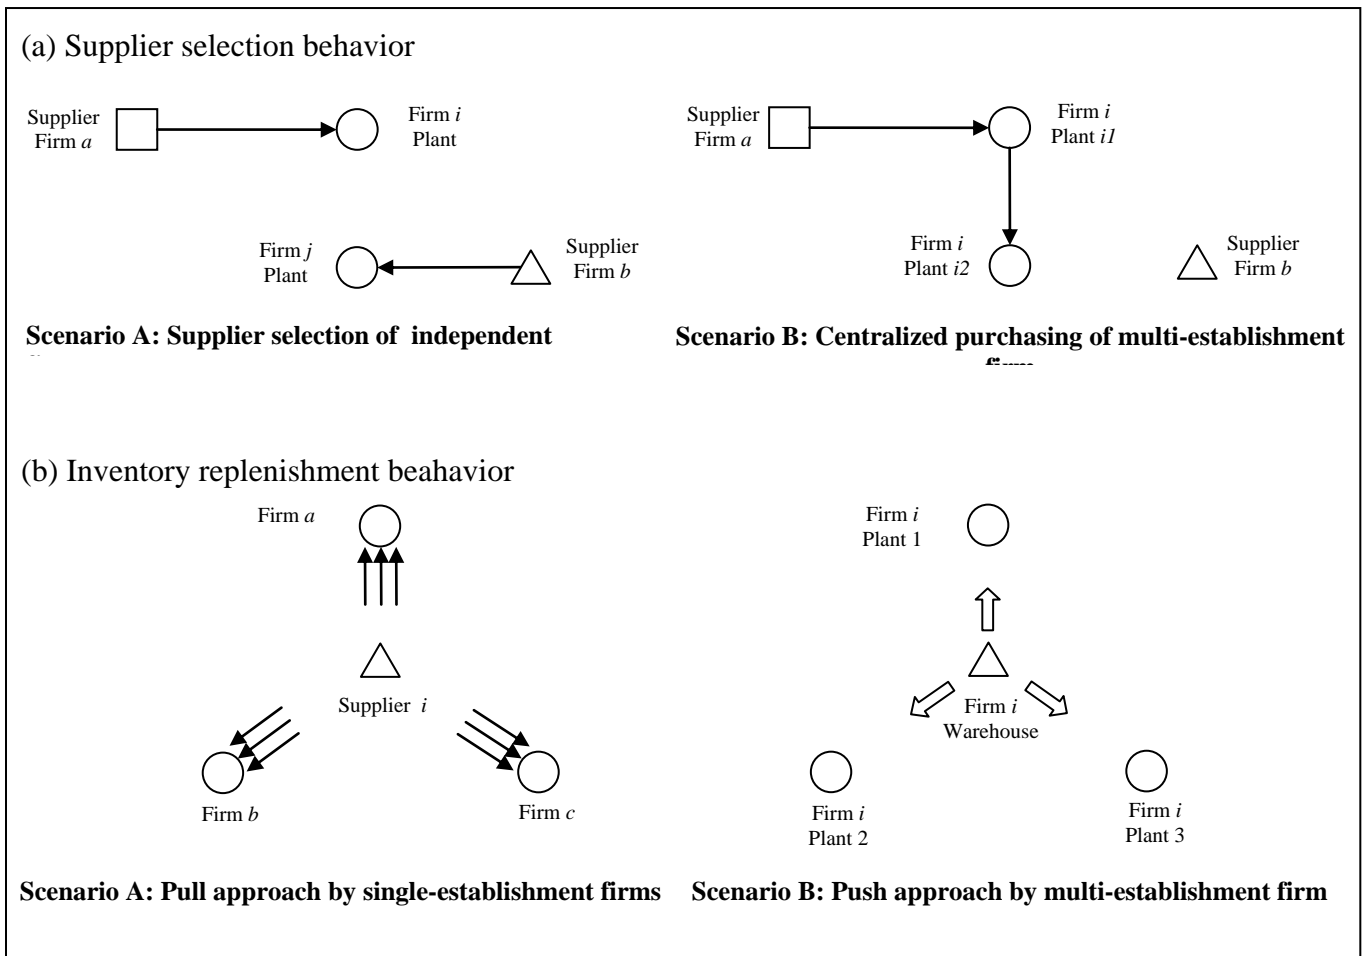 (a) Supplier selection behavior
Supplier
Firm a
Firm i
Plant
Firm j
Plant
Supplier
Firm b
Scenario A: Supplier selection of independent
Supplier
Firm a
Firm i
Plant i1
Firm i
Plant i2
Supplier
Firm b
Scenario B: Centralized purchasing of multi-establishment
(b) Inventory replenishment beahavior
Firm a
Supplier i
Firm b
Firm c
Scenario A: Pull approach by single-establishment firms
Firm i
Plant 1
Firm i
Warehouse
Firm i
Plant 2
Firm i
Plant 3
Scenario B: Push approach by multi-establishment firm